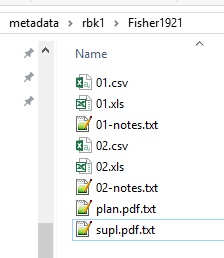 metadata > rbk1 > Fisher1921
Name
01.csv
01.xls
01-notes.txt
02.csv
02.xls
02-notes.txt
plan.pdf.txt
supl.pdf.txt